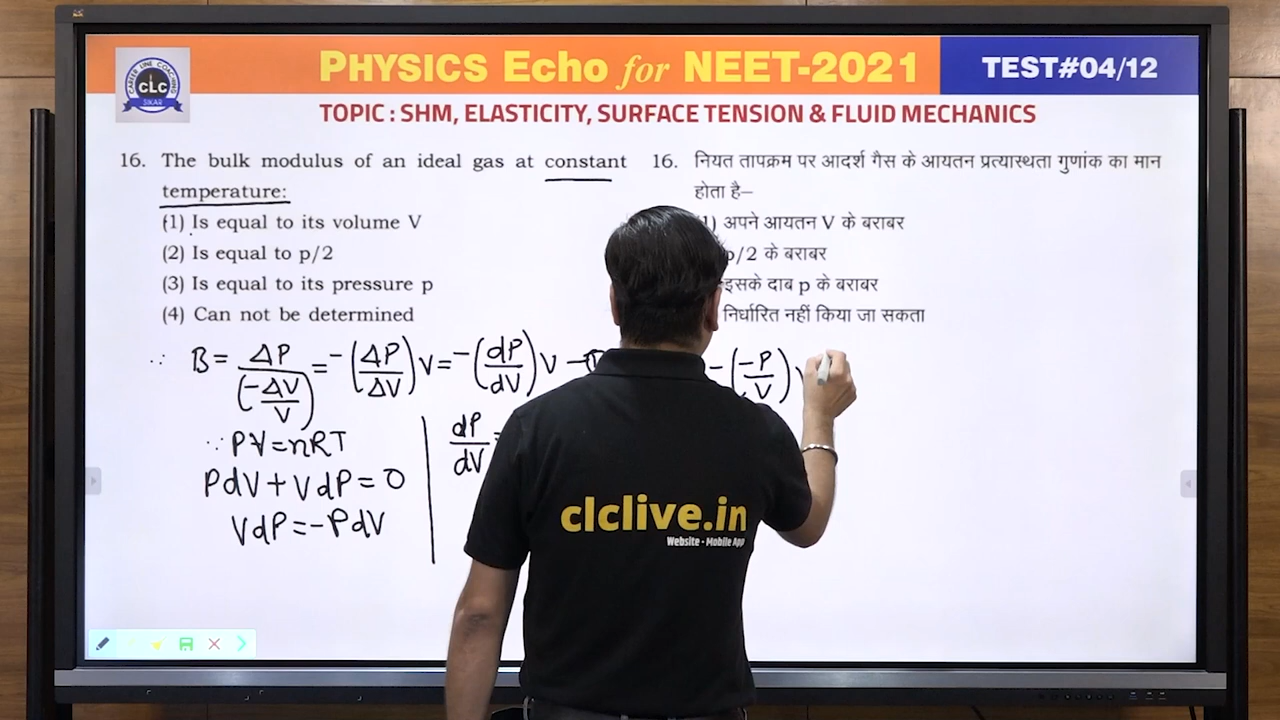 PHYSICS Echo for NEET-2021
TEST#04/12
CAREER LINE COACHING
CLC
SIKAR
TOPIC : SHM, ELASTICITY, SURFACE TENSION & FLUID MECHANICS
16. The bulk modulus of an ideal gas at constant
temperature:
(1) Is equal to its volume V
(2) Is equal to p/2
(3) Is equal to its pressure p
(4) Can not be determined
16. नियत तापक्रम पर आदर्श गैस के आयतन प्रत्यास्थता गुणांक का मान
होता है–
1) अपने आयतन V के बराबर
p/2 के बराबर
इसके दाब p के बराबर
निर्धारित नहीं किया जा सकता
∵ B = ΔP/(-ΔV/V) = -(ΔP/ΔV)V = -(dP/dV)V
-(-P/V)
∵ PV = nRT
PdV + VdP = 0
VdP = -PdV
dP/dV =
clclive.in
Website - Mobile App